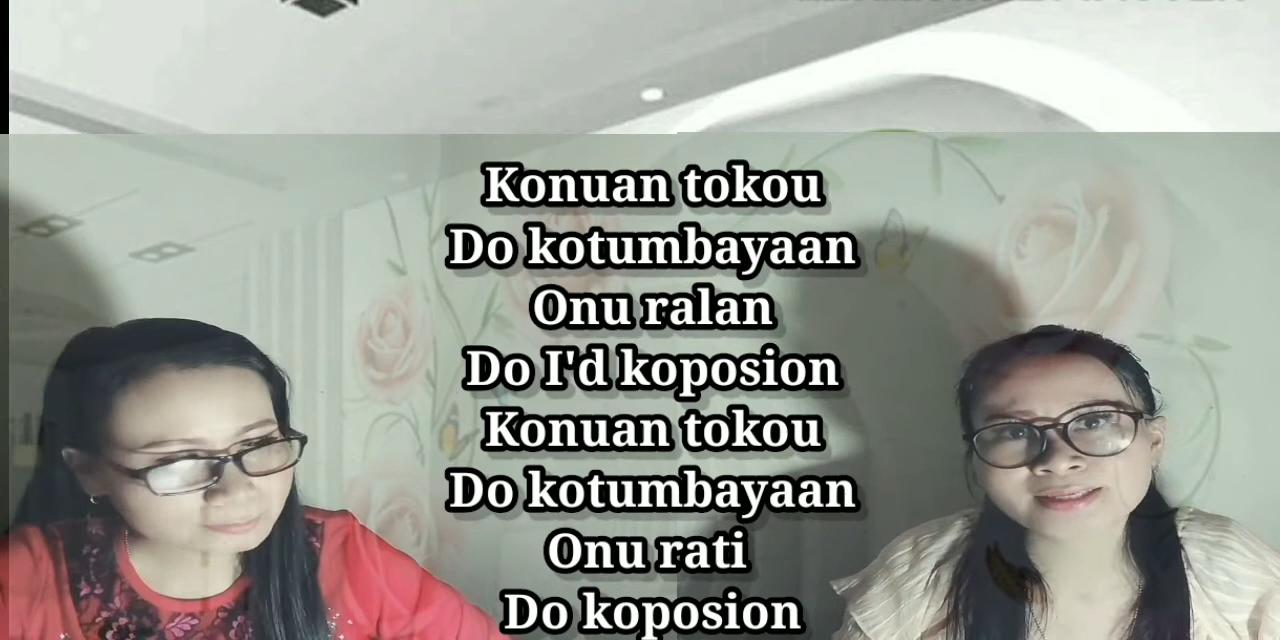 Konuan tokou
Do kotumbayaan
Onu ralan
Do I'd koposion
Konuan tokou
Do kotumbayaan
Onu rati
Do koposion